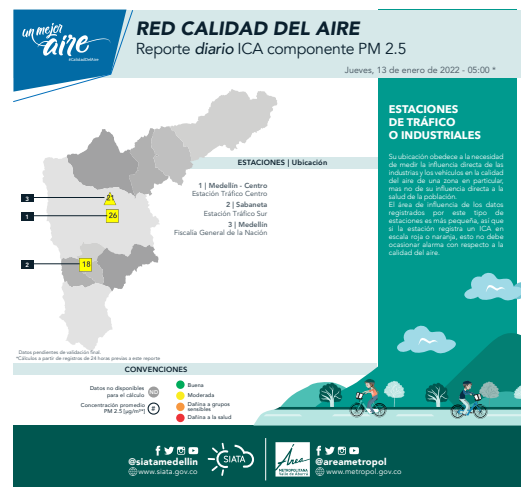 un mejor
aire
#CalidadDelAire
RED CALIDAD DEL AIRE
Reporte diario ICA componente PM 2.5
Jueves, 13 de enero de 2022 - 05:00 *
ESTACIONES
DE TRÁFICO
O INDUSTRIALES
Su ubicación obedece a la necesidad
de medir la influencia directa de las
industrias y los vehículos en la calidad
del aire de una zona en particular,
mas no de su influencia directa a la
salud de la población.
El área de influencia de los datos
registrados por este tipo de
estaciones es más pequeña, así que
si la estación registra un ICA en
escala roja o naranja, esto no debe
ocasionar alarma con respecto a la
calidad del aire.
ESTACIONES | Ubicación
1 | Medellín - Centro
Estación Tráfico Centro
2 | Sabaneta
Estación Tráfico Sur
3 | Medellín
Fiscalía General de la Nación
3
21
1
26
2
18
Datos pendientes de validación final.
*Cálculos a partir de registros de 24 horas previas a este reporte
CONVENCIONES
Datos no disponibles
para el cálculo
Concentración promedio
PM 2.5 [µg/m³]
#
Buena
Moderada
Dañina a grupos
sensibles
Dañina a la salud
@siatamedellin
www.siata.gov.co
SIATA
Área
METROPOLITANA
Valle de Aburrá
@areametropol
www.metropol.gov.co